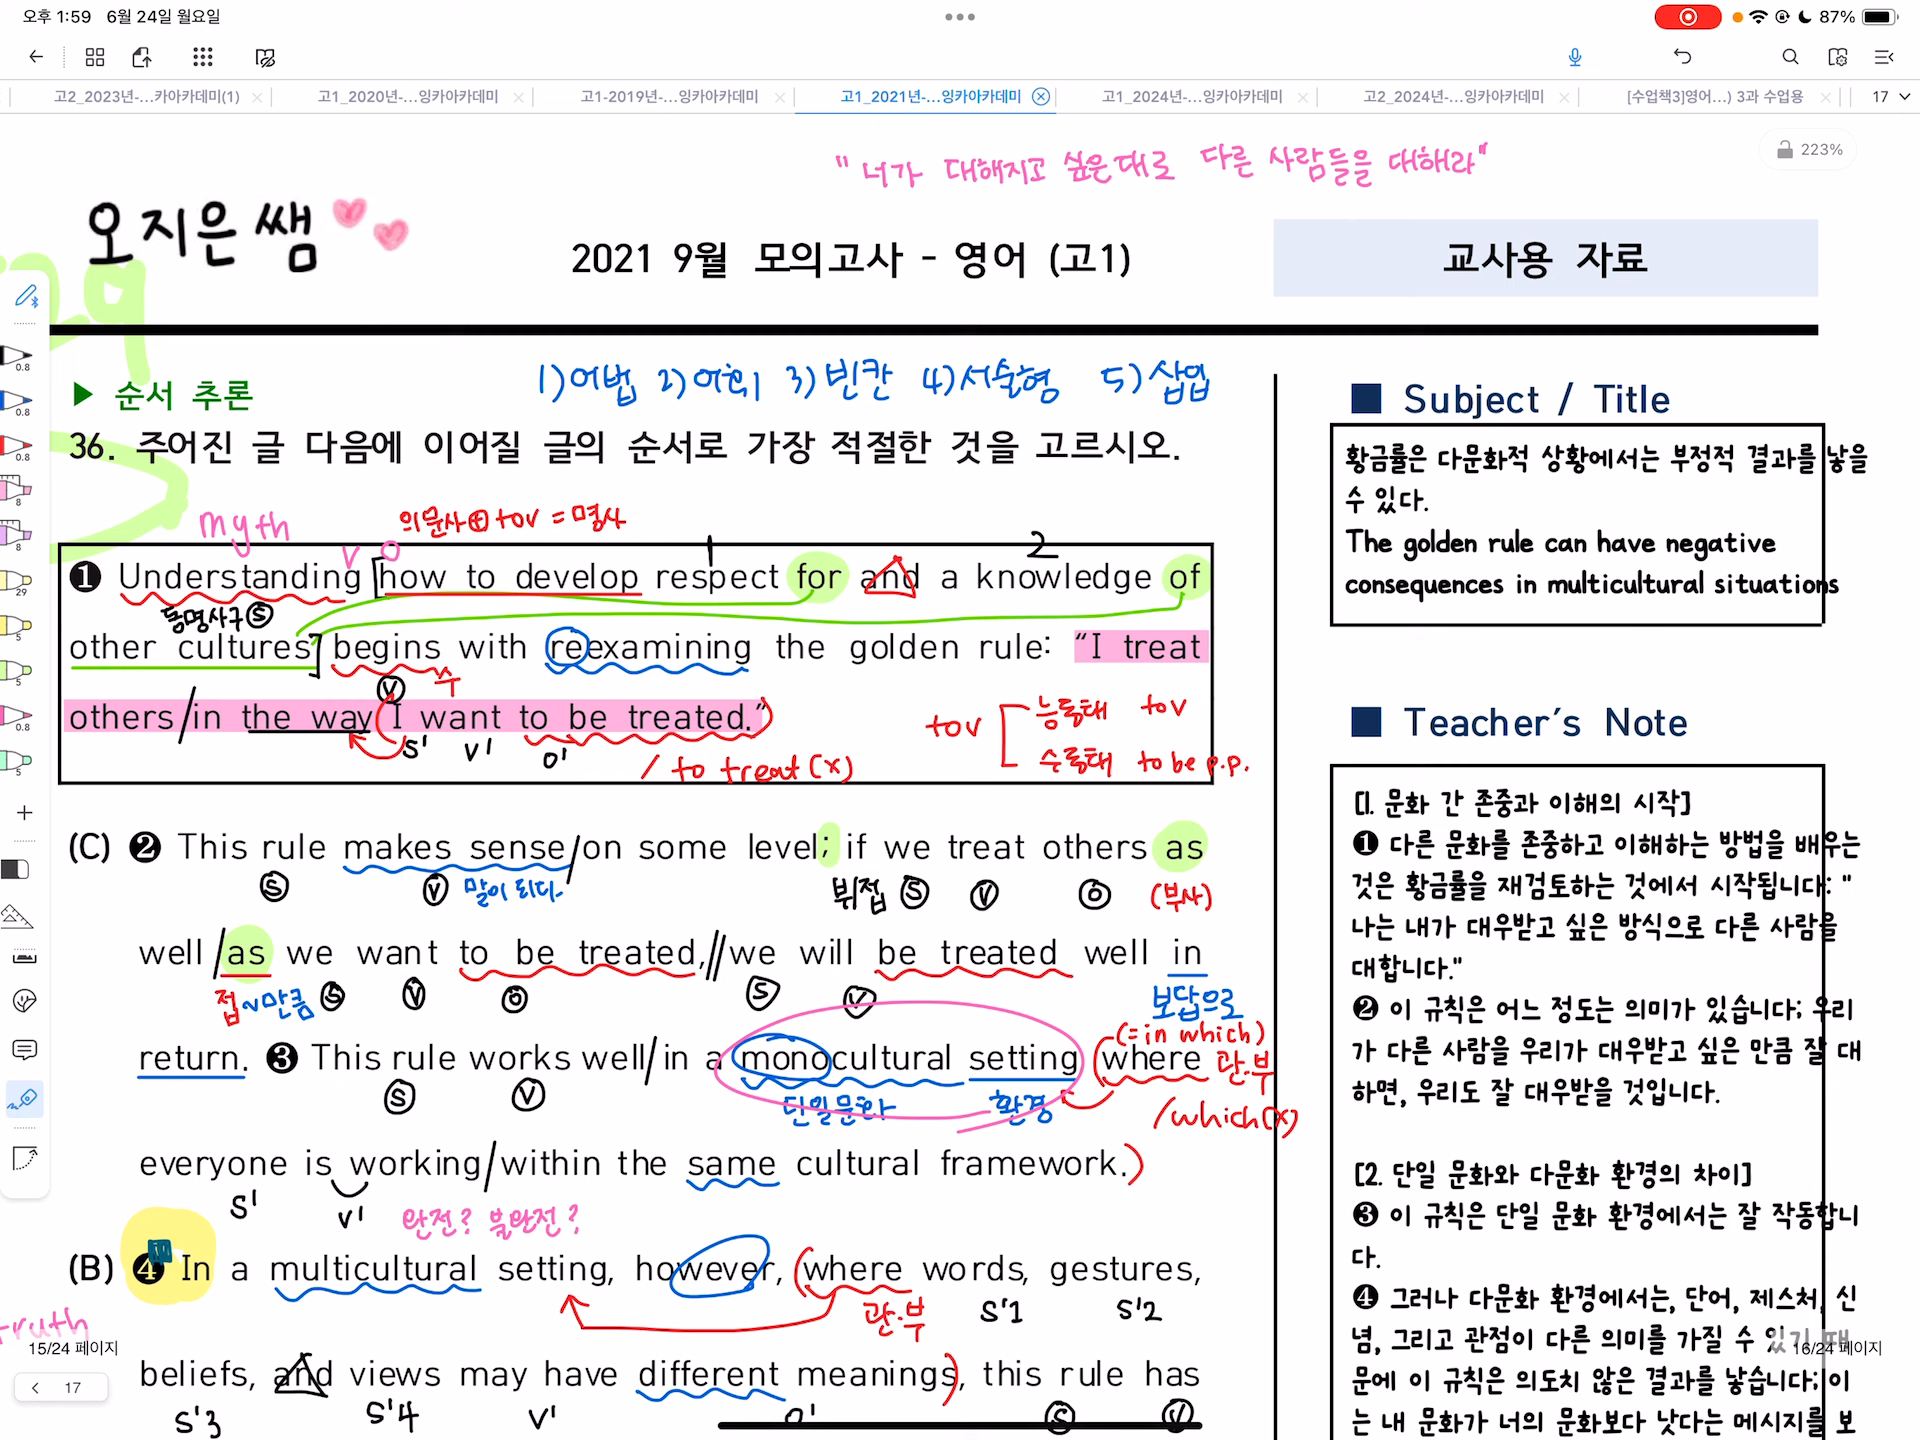 오후 1:59 6월 24일 월요일
87%
고2_2023년-...카아카데미(1)
고1_2020년-...잉카아카데미
고1-2019년-...잉카아카데미
고1_2021년-...잉카아카데미
고1_2024년-...잉카아카데미
고2_2024년-...잉카아카데미
[수업책3]영어...) 3과 수업용
17
"너가 대해지고 싶은대로 다른 사람들을 대해라"
223%
오지은쌤
2021 9월 모의고사 - 영어 (고1)
교사용 자료
▶ 순서 추론
1)어법 2)어휘 3)빈칸 4)서술형 5)삽입
36. 주어진 글 다음에 이어질 글의 순서로 가장 적절한 것을 고르시오.
myth
의문사+tov = 명사
V O
1 2
❶ Understanding [how to develop respect for and a knowledge of
동명사구 S
other cultures] begins with reexamining the golden rule: “I treat
V 수
others/in the way (I want to be treated.”)
S' V' O'
/ to treat (x)
tov
능동태 tov
수동태 to be p.p.
(C) ❷ This rule makes sense/on some level; if we treat others as
S V 말이 되다 뷔접 S V O (부사)
well /as we want to be treated,//we will be treated well in
접 ~만큼 S V O S V 보답으로
(= in which)
return. ❸ This rule works well/in a monocultural setting (where
관·부
S V 단일문화 환경
/which(x)
everyone is working/within the same cultural framework.)
S' V' 완전? 불완전?
(B) ❹ In a multicultural setting, however, (where words, gestures,
관·부 S'1 S'2
truth
beliefs, and views may have different meanings), this rule has
S'3 S'4 V' O' S V
15/24 페이지
17
■ Subject / Title
황금률은 다문화적 상황에서는 부정적 결과를 낳을
수 있다.
The golden rule can have negative
consequences in multicultural situations
■ Teacher's Note
[1. 문화 간 존중과 이해의 시작]
❶ 다른 문화를 존중하고 이해하는 방법을 배우는
것은 황금률을 재검토하는 것에서 시작됩니다: "
나는 내가 대우받고 싶은 방식으로 다른 사람을
대합니다."
❷ 이 규칙은 어느 정도는 의미가 있습니다; 우리
가 다른 사람을 우리가 대우받고 싶은 만큼 잘 대
하면, 우리도 잘 대우받을 것입니다.
[2. 단일 문화와 다문화 환경의 차이]
❸ 이 규칙은 단일 문화 환경에서는 잘 작동합니
다.
❹ 그러나 다문화 환경에서는, 단어, 제스처, 신
념, 그리고 관점이 다른 의미를 가질 수 있기 때
16/24 페이지
문에 이 규칙은 의도치 않은 결과를 낳습니다; 이
는 내 문화가 너의 문화보다 낫다는 메시지를 보